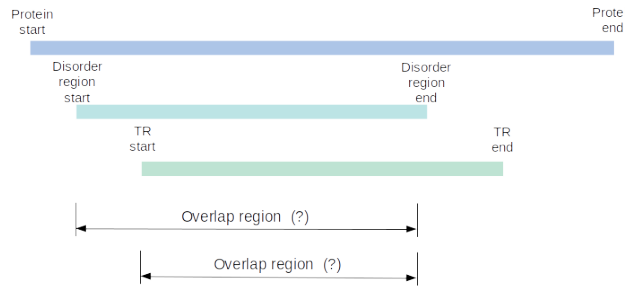 Protein
start
Prote
end
Disorder
region
start
Disorder
region
end
TR
start
TR
end
Overlap region (?)
Overlap region (?)